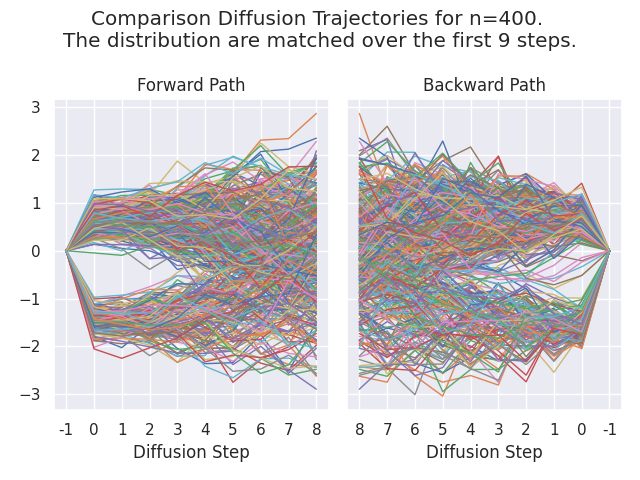 Comparison Diffusion Trajectories for n=400.
The distribution are matched over the first 9 steps.
Forward Path
Backward Path
3
2
1
0
−1
−2
−3
-1 0 1 2 3 4 5 6 7 8
8 7 6 5 4 3 2 1 0 -1
Diffusion Step
Diffusion Step